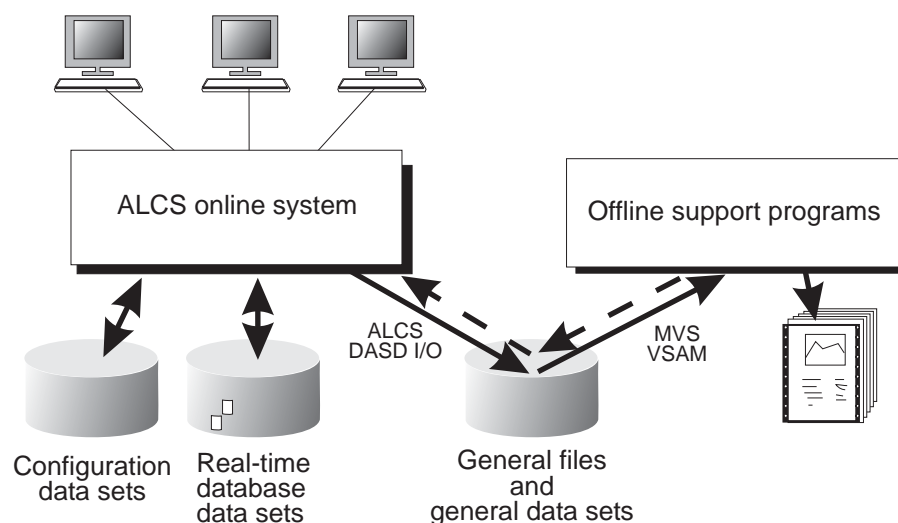 ALCS online system
Offline support programs
ALCS
DASD I/O
MVS
VSAM
Configuration
data sets
Real-time
database
data sets
General files
and
general data sets